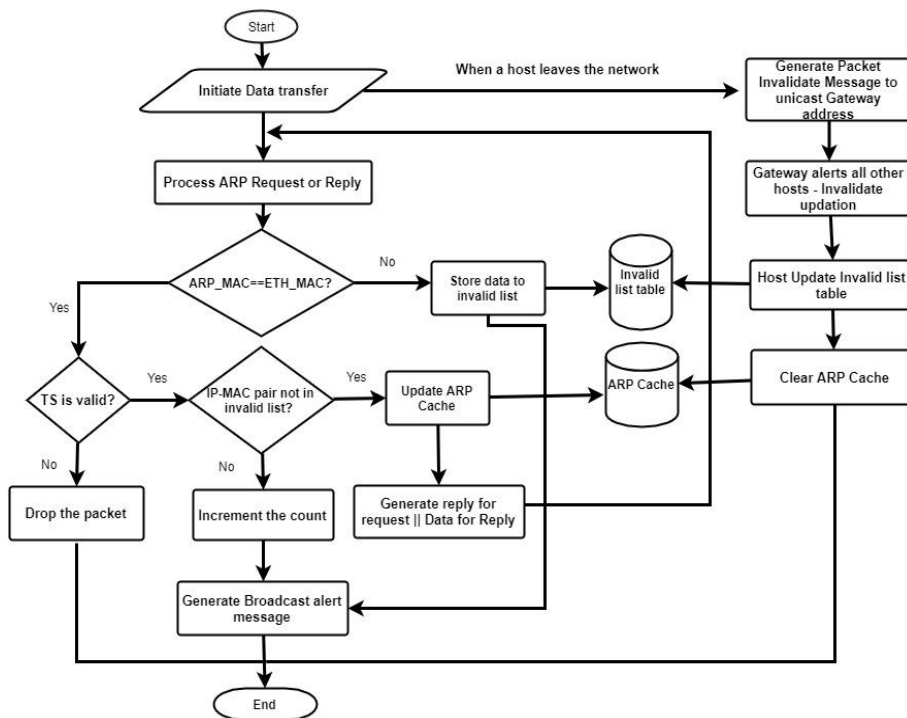 Start
When a host leaves the network
Initiate Data transfer
Generate Packet
Invalidate Message to
unicast Gateway
address
Process ARP Request or Reply
Gateway alerts all other
hosts - Invalidate
updation
ARP_MAC==ETH_MAC?
No
Store data to
invalid list
Invalid
list table
Host Update Invalid list
table
Yes
TS is valid?
Yes
IP-MAC pair not in
invalid list?
Yes
Update ARP
Cache
ARP Cache
Clear ARP Cache
No
No
Drop the packet
Increment the count
Generate reply for
request || Data for Reply
Generate Broadcast alert
message
End